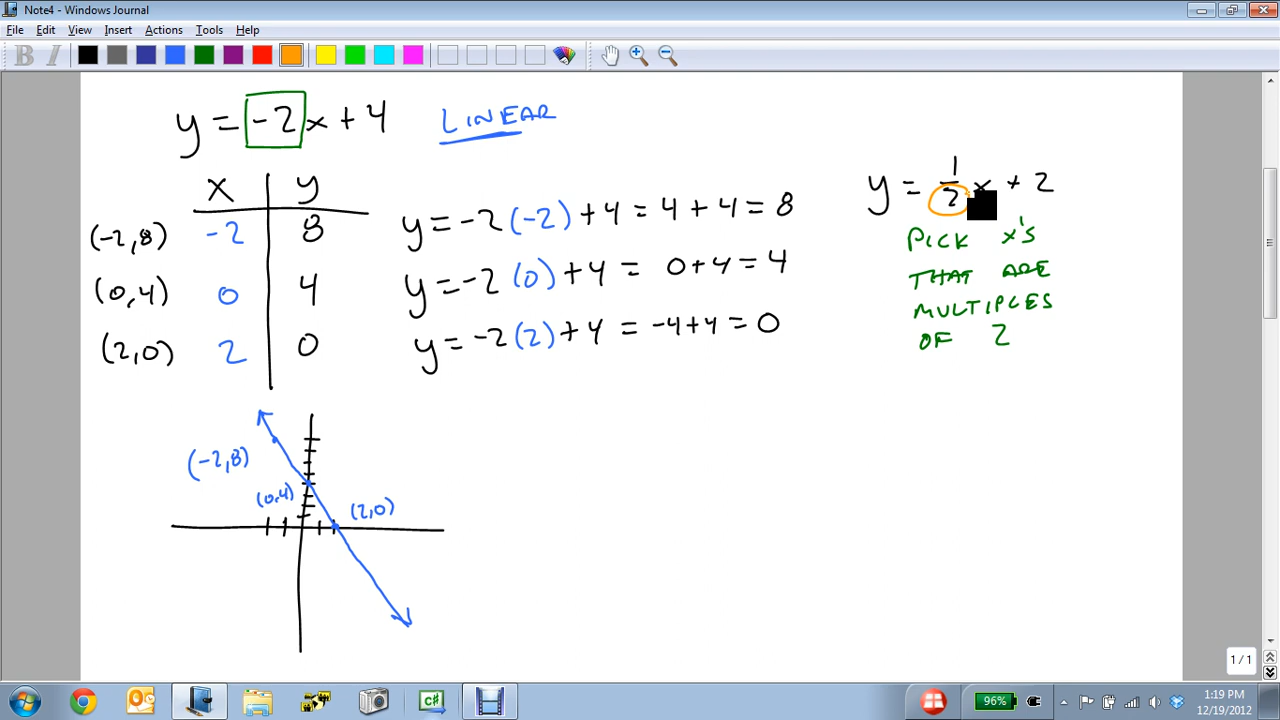 Note4 - Windows Journal
File Edit View Insert Actions Tools Help
B I
y = -2x + 4 LINEAR
x y
(-2,8) -2 8 y = -2(-2) + 4 = 4 + 4 = 8
(0,4) 0 4 y = -2(0) + 4 = 0 + 4 = 4
(2,0) 2 0 y = -2(2) + 4 = -4 + 4 = 0
y = 1/2 x + 2
PICK x's
THAT ARE
MULTIPLES
OF 2
(-2,8)
(0,4)
(2,0)
1/1
96%
1:19 PM
12/19/2012